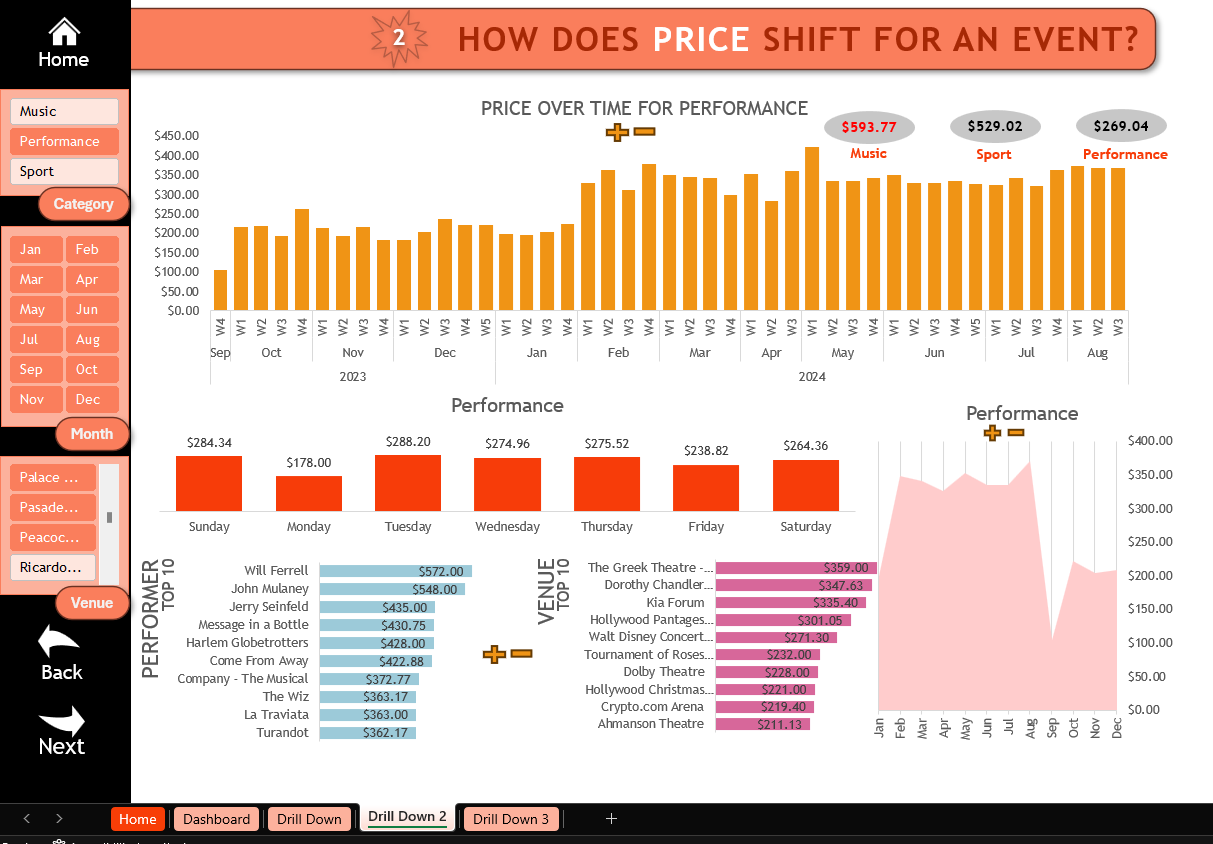 Home
2
HOW DOES PRICE SHIFT FOR AN EVENT?
Music
Performance
Sport
Category
Jan Feb
Mar Apr
May Jun
Jul Aug
Sep Oct
Nov Dec
Month
Palace ...
Pasade...
Peacoc...
Ricardo...
Venue
Back
Next
PRICE OVER TIME FOR PERFORMANCE
$593.77 $529.02 $269.04
Music Sport Performance
$450.00
$400.00
$350.00
$300.00
$250.00
$200.00
$150.00
$100.00
$50.00
$0.00
W4 W1 W2 W3 W4 W1 W2 W3 W4 W1 W2 W3 W4 W5 W1 W2 W3 W4 W1 W2 W3 W4 W1 W2 W3 W4 W1 W2 W3 W1 W2 W3 W4 W1 W2 W3 W4 W5 W1 W2 W3 W4 W1 W2 W3
Sep Oct Nov Dec Jan Feb Mar Apr May Jun Jul Aug
2023 2024
Performance
$284.34 $178.00 $288.20 $274.96 $275.52 $238.82 $264.36
Sunday Monday Tuesday Wednesday Thursday Friday Saturday
PERFORMER
TOP 10
Will Ferrell $572.00
John Mulaney $548.00
Jerry Seinfeld $435.00
Message in a Bottle $430.75
Harlem Globetrotters $428.00
Come From Away $422.88
Company - The Musical $372.77
The Wiz $363.17
La Traviata $363.00
Turandot $362.17
VENUE
TOP 10
The Greek Theatre -... $359.00
Dorothy Chandler... $347.63
Kia Forum $335.40
Hollywood Pantages... $301.05
Walt Disney Concert... $271.30
Tournament of Roses... $232.00
Dolby Theatre $228.00
Hollywood Christmas... $221.00
Crypto.com Arena $219.40
Ahmanson Theatre $211.13
Performance
$400.00
$350.00
$300.00
$250.00
$200.00
$150.00
$100.00
$50.00
$0.00
Jan Feb Mar Apr May Jun Jul Aug Sep Oct Nov Dec
Home Dashboard Drill Down Drill Down 2 Drill Down 3